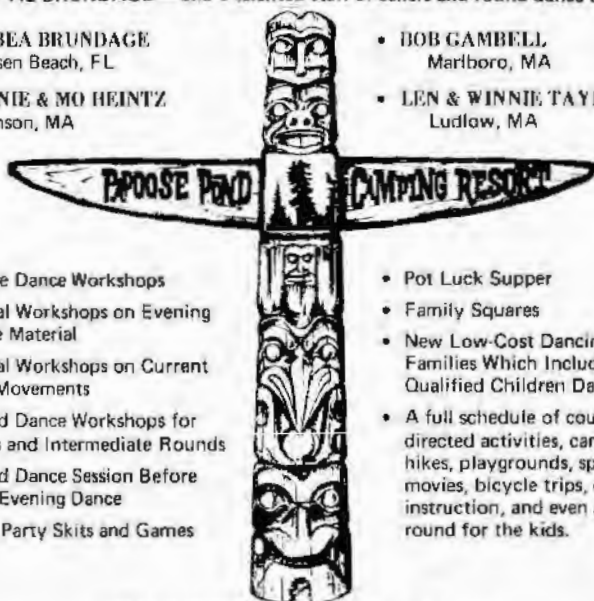 BEA BRUNDAGE
sen Beach, FL
NIE & MO HEINTZ
nson, MA
• BOB GAMBELL
Marlboro, MA
• LEN & WINNIE TAY
Ludlow, MA
PAPOOSE POND CAMPING RESORT
e Dance Workshops
al Workshops on Evening
e Material
al Workshops on Current
Movements
d Dance Workshops for
and Intermediate Rounds
d Dance Session Before
Evening Dance
Party Skits and Games
• Pot Luck Supper
• Family Squares
• New Low-Cost Dancin
Families Which Includ
Qualified Children Da
• A full schedule of cou
directed activities, car
hikes, playgrounds, sp
movies, bicycle trips,
instruction, and even
round for the kids.